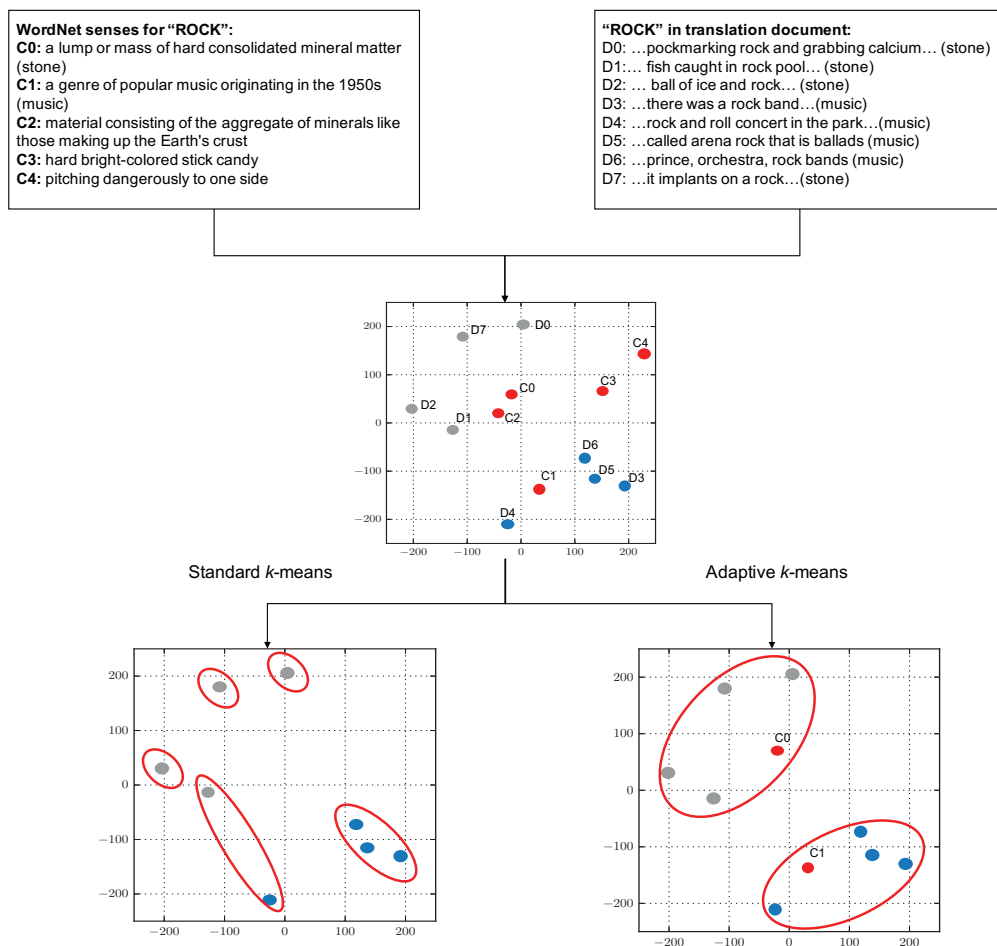 WordNet senses for “ROCK”:
C0: a lump or mass of hard consolidated mineral matter
(stone)
C1: a genre of popular music originating in the 1950s
(music)
C2: material consisting of the aggregate of minerals like
those making up the Earth's crust
C3: hard bright-colored stick candy
C4: pitching dangerously to one side
“ROCK” in translation document:
D0: …pockmarking rock and grabbing calcium… (stone)
D1:… fish caught in rock pool… (stone)
D2: … ball of ice and rock… (stone)
D3: …there was a rock band…(music)
D4: …rock and roll concert in the park…(music)
D5: …called arena rock that is ballads (music)
D6: …prince, orchestra, rock bands (music)
D7: …it implants on a rock…(stone)
200
100
0
−100
−200
−200 −100 0 100 200
D7
D0
C4
C0
C3
D2
D1
C2
D6
C1
D5
D3
D4
Standard k-means
Adaptive k-means
200
100
0
−100
−200
−200 −100 0 100 200
200
100
0
−100
−200
−200 −100 0 100 200
C0
C1